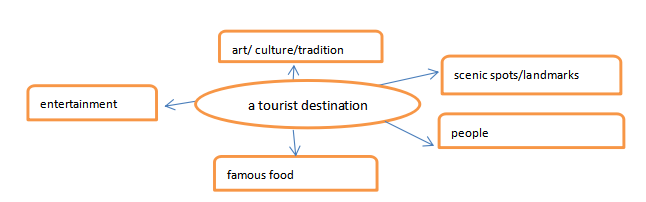 art/ culture/tradition
scenic spots/landmarks
entertainment
a tourist destination
people
famous food